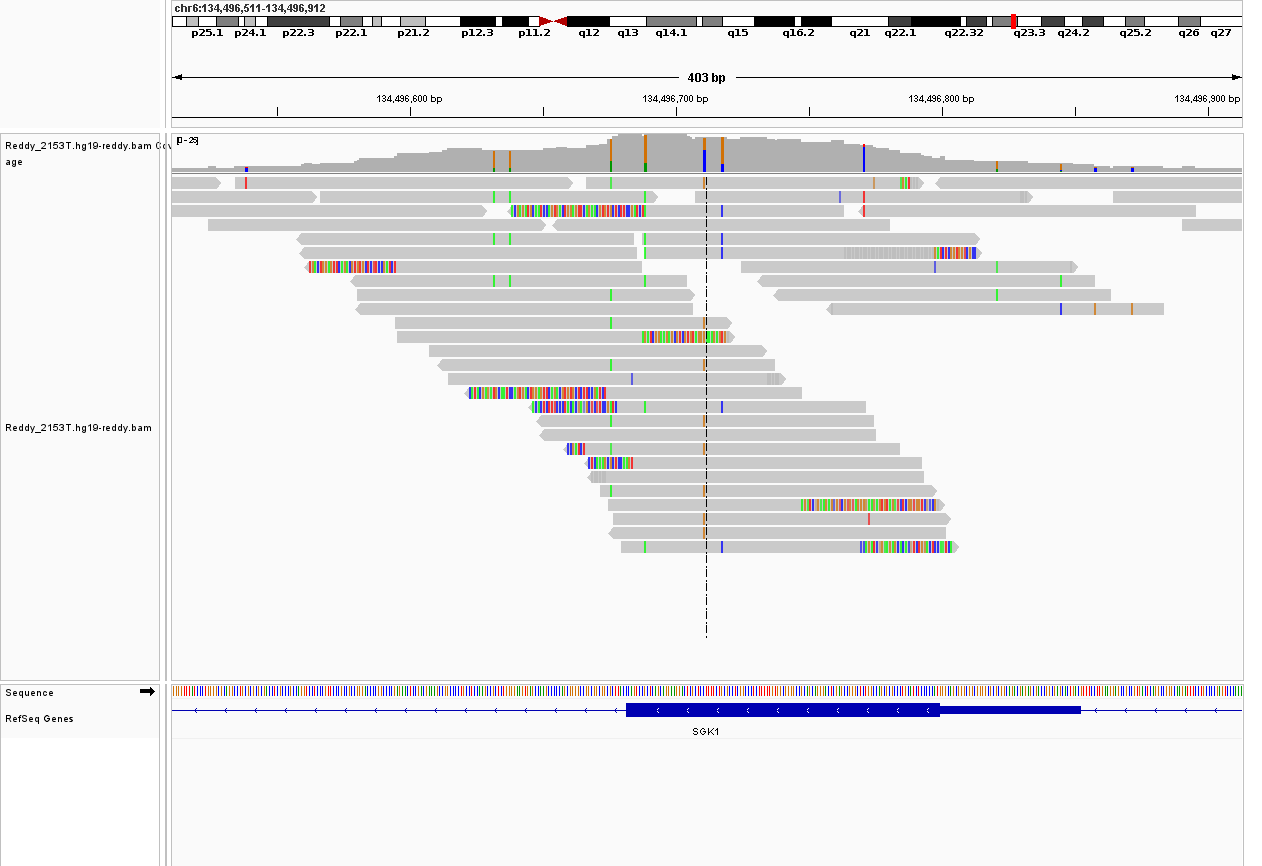 chr6:134,496,511-134,496,912
p25.1 p24.1 p22.3 p22.1 p21.2 p12.3 p11.2 q12 q13 q14.1 q15 q16.2 q21 q22.1 q22.32 q23.3 q24.2 q25.2 q26 q27
403 bp
134,496,600 bp 134,496,700 bp 134,496,800 bp 134,496,900 bp
Reddy_2153T.hg19-reddy.bam
age
Reddy_2153T.hg19-reddy.bam
Sequence
RefSeq Genes
SGK1